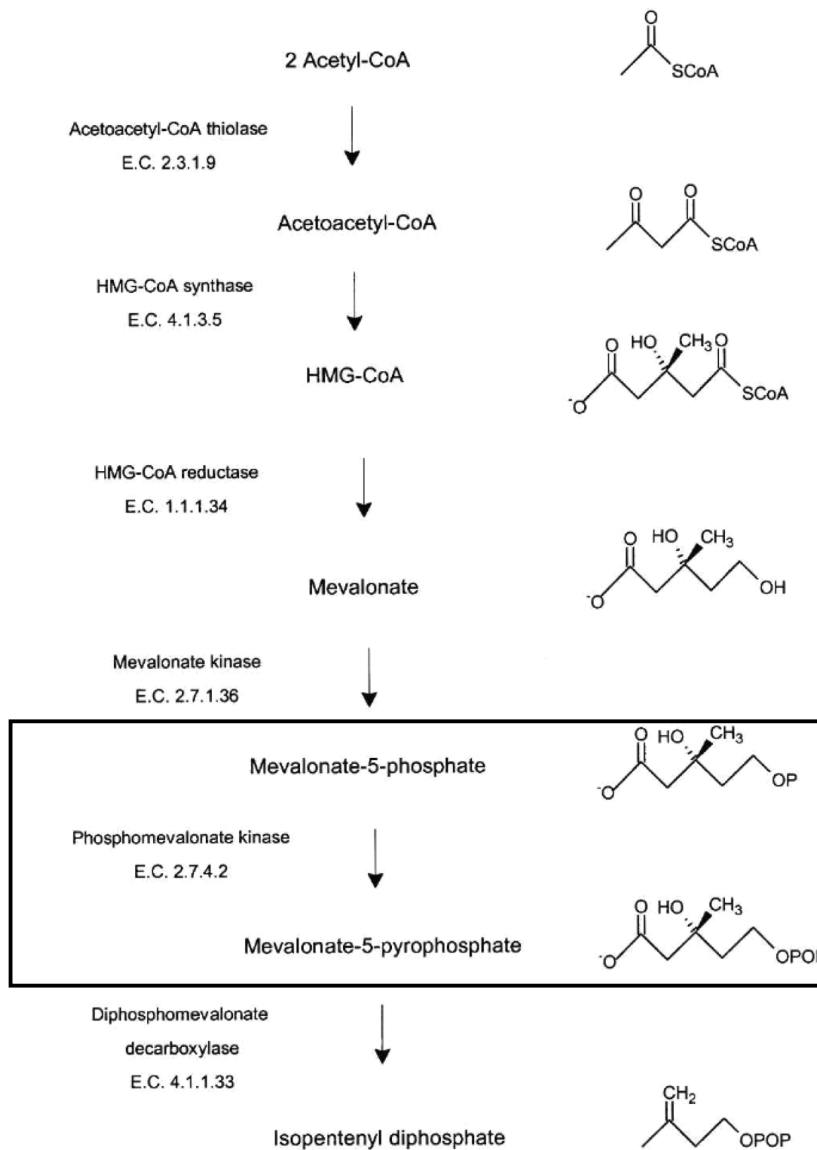 O
2 Acetyl-CoA
SCoA
Acetoacetyl-CoA thiolase
E.C. 2.3.1.9
O O
Acetoacetyl-CoA
SCoA
HMG-CoA synthase
E.C. 4.1.3.5
O HO CH3 O
HMG-CoA
-O SCoA
HMG-CoA reductase
E.C. 1.1.1.34
O HO CH3
Mevalonate
-O OH
Mevalonate kinase
E.C. 2.7.1.36
O HO CH3
Mevalonate-5-phosphate
-O OP
Phosphomevalonate kinase
E.C. 2.7.4.2
O HO CH3
Mevalonate-5-pyrophosphate
-O
Diphosphomevalonate
decarboxylase
E.C. 4.1.1.33
CH2
Isopentenyl diphosphate
OPOP